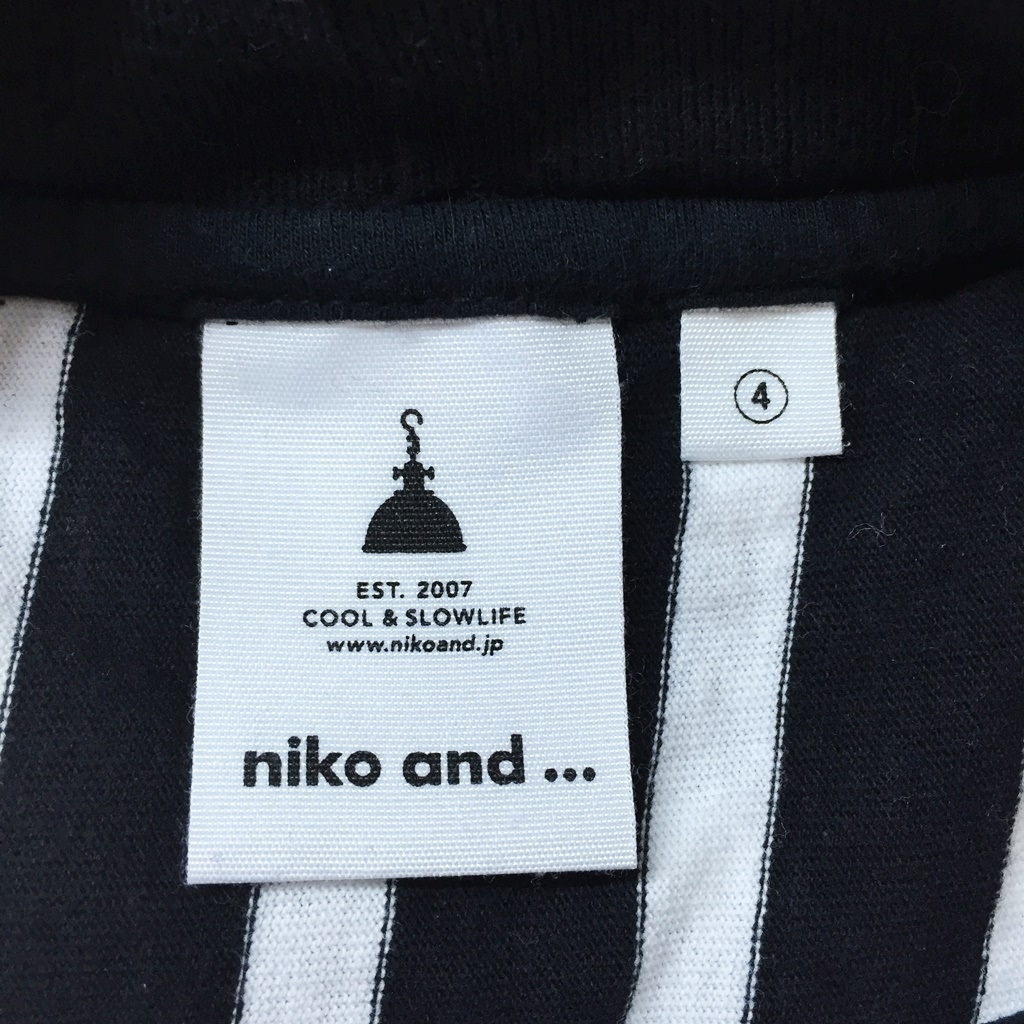 EST. 2007
COOL & SLOWLIFE
www.nikoand.jp
niko and ...
④